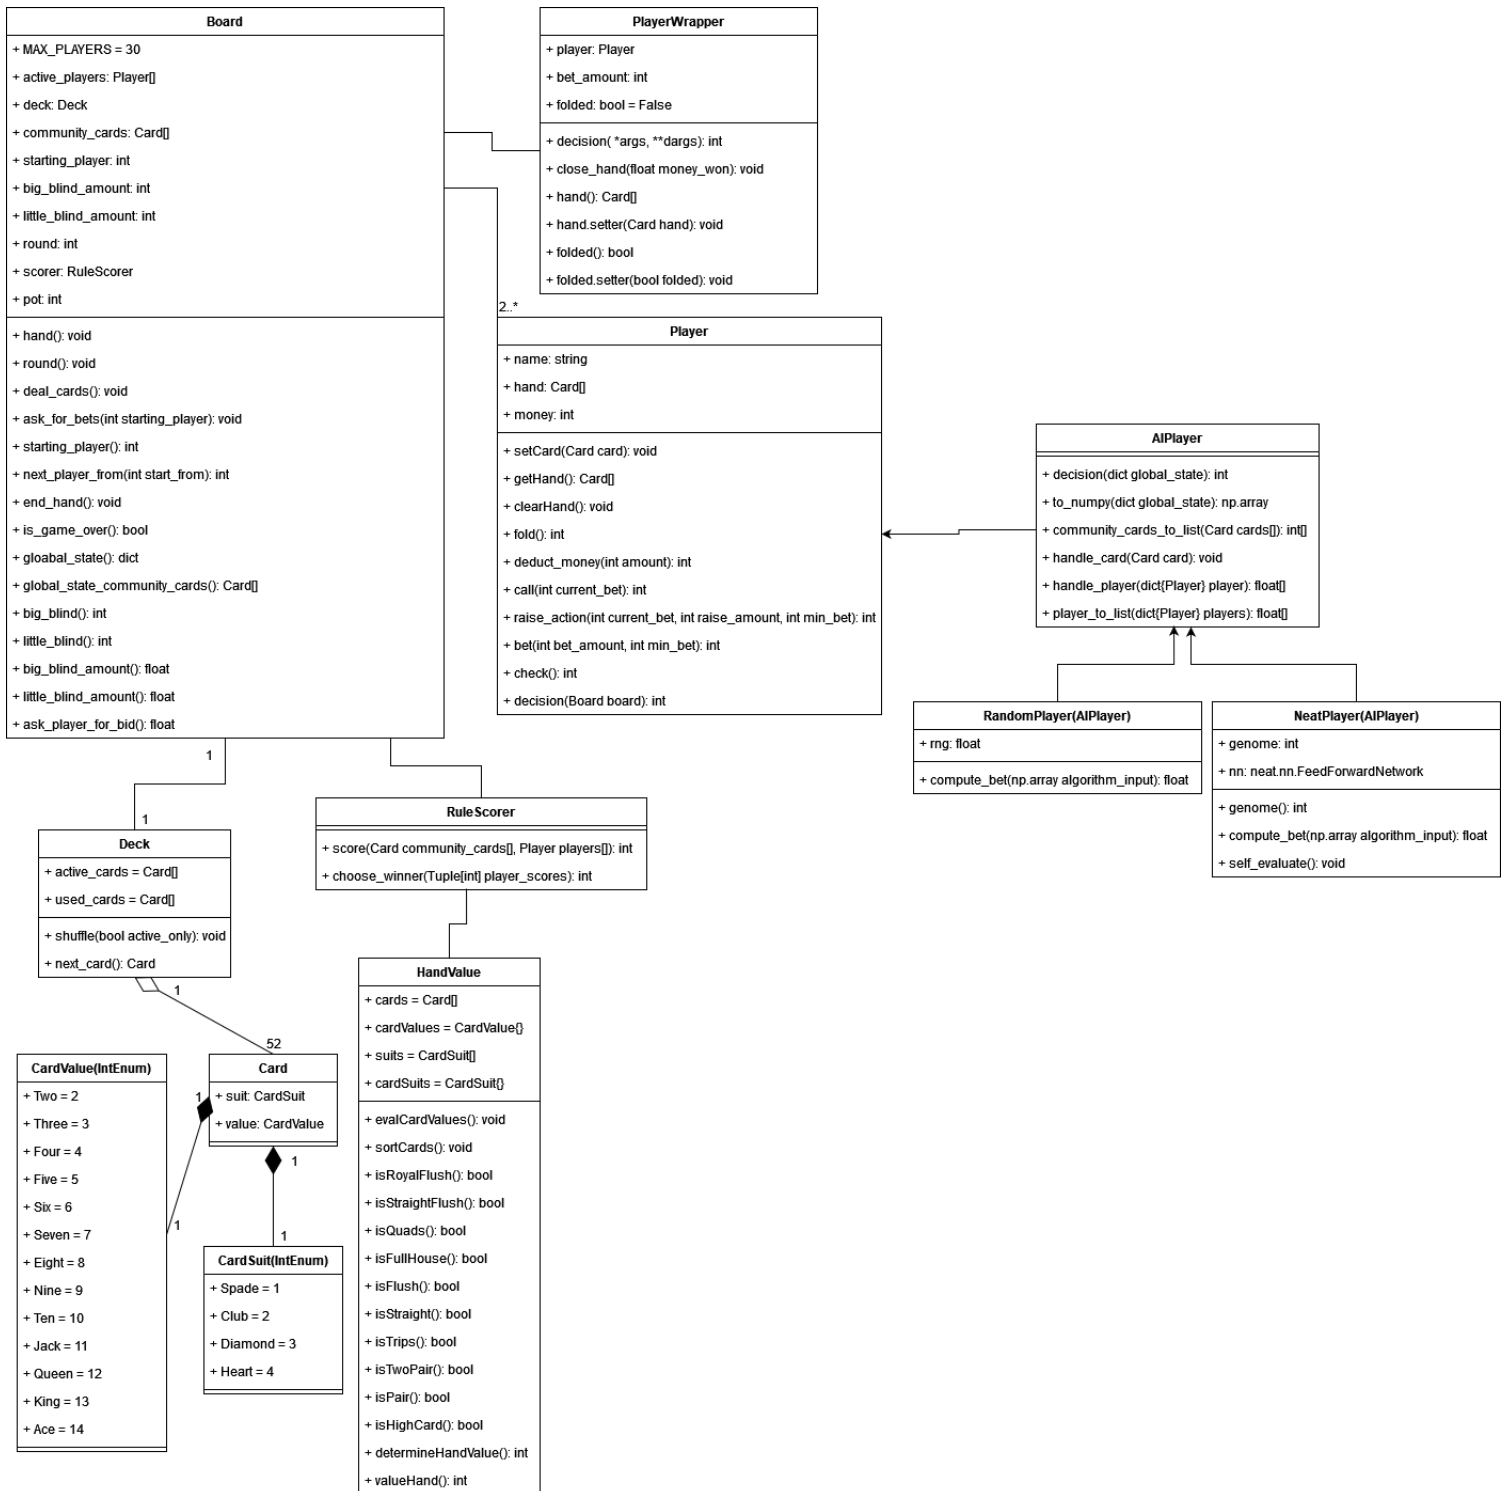 Board
+ MAX_PLAYERS = 30
+ active_players: Player[]
+ deck: Deck
+ community_cards: Card[]
+ starting_player: int
+ big_blind_amount: int
+ little_blind_amount: int
+ round: int
+ scorer: RuleScorer
+ pot: int
+ hand(): void
+ round(): void
+ deal_cards(): void
+ ask_for_bets(int starting_player): void
+ starting_player(): int
+ next_player_from(int start_from): int
+ end_hand(): void
+ is_game_over(): bool
+ gloabal_state(): dict
+ global_state_community_cards(): Card[]
+ big_blind(): int
+ little_blind(): int
+ big_blind_amount(): float
+ little_blind_amount(): float
+ ask_player_for_bid(): float
PlayerWrapper
+ player: Player
+ bet_amount: int
+ folded: bool = False
+ decision( *args, **dargs): int
+ close_hand(float money_won): void
+ hand(): Card[]
+ hand.setter(Card hand): void
+ folded(): bool
+ folded.setter(bool folded): void
2..*
Player
+ name: string
+ hand: Card[]
+ money: int
+ setCard(Card card): void
+ getHand(): Card[]
+ clearHand(): void
+ fold(): int
+ deduct_money(int amount): int
+ call(int current_bet): int
+ raise_action(int current_bet, int raise_amount, int min_bet): int
+ bet(int bet_amount, int min_bet): int
+ check(): int
+ decision(Board board): int
AIPlayer
+ decision(dict global_state): int
+ to_numpy(dict global_state): np.array
+ community_cards_to_list(Card cards[]): int[]
+ handle_card(Card card): void
+ handle_player(dict{Player} player): float[]
+ player_to_list(dict{Player} players): float[]
RandomPlayer(AIPlayer)
+ rng: float
+ compute_bet(np.array algorithm_input): float
NeatPlayer(AIPlayer)
+ genome: int
+ nn: neat.nn.FeedForwardNetwork
+ genome(): int
+ compute_bet(np.array algorithm_input): float
+ self_evaluate(): void
1
1
Deck
+ active_cards = Card[]
+ used_cards = Card[]
+ shuffle(bool active_only): void
+ next_card(): Card
RuleScorer
+ score(Card community_cards[], Player players[]): int
+ choose_winner(Tuple[int] player_scores): int
1
52
CardValue(IntEnum)
+ Two = 2
+ Three = 3
+ Four = 4
+ Five = 5
+ Six = 6
+ Seven = 7
+ Eight = 8
+ Nine = 9
+ Ten = 10
+ Jack = 11
+ Queen = 12
+ King = 13
+ Ace = 14
Card
+ suit: CardSuit
+ value: CardValue
1
1
1
1
CardSuit(IntEnum)
+ Spade = 1
+ Club = 2
+ Diamond = 3
+ Heart = 4
HandValue
+ cards = Card[]
+ cardValues = CardValue{}
+ suits = CardSuit[]
+ cardSuits = CardSuit{}
+ evalCardValues(): void
+ sortCards(): void
+ isRoyalFlush(): bool
+ isStraightFlush(): bool
+ isQuads(): bool
+ isFullHouse(): bool
+ isFlush(): bool
+ isStraight(): bool
+ isTrips(): bool
+ isTwoPair(): bool
+ isPair(): bool
+ isHighCard(): bool
+ determineHandValue(): int
+ valueHand(): int